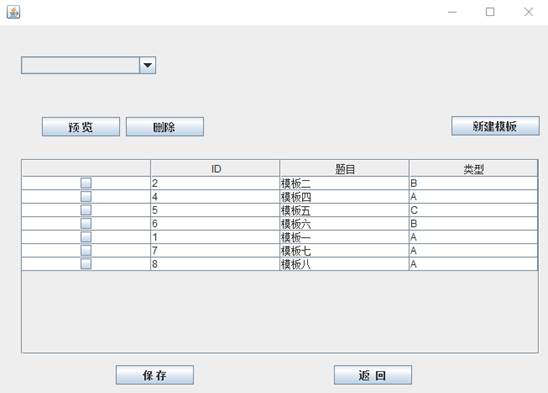 预览 删除 新建模板
ID 题目 类型
2 模板二 B
4 模板四 A
5 模板五 C
6 模板六 B
1 模板一 A
7 模板七 A
8 模板八 A
保存 返回